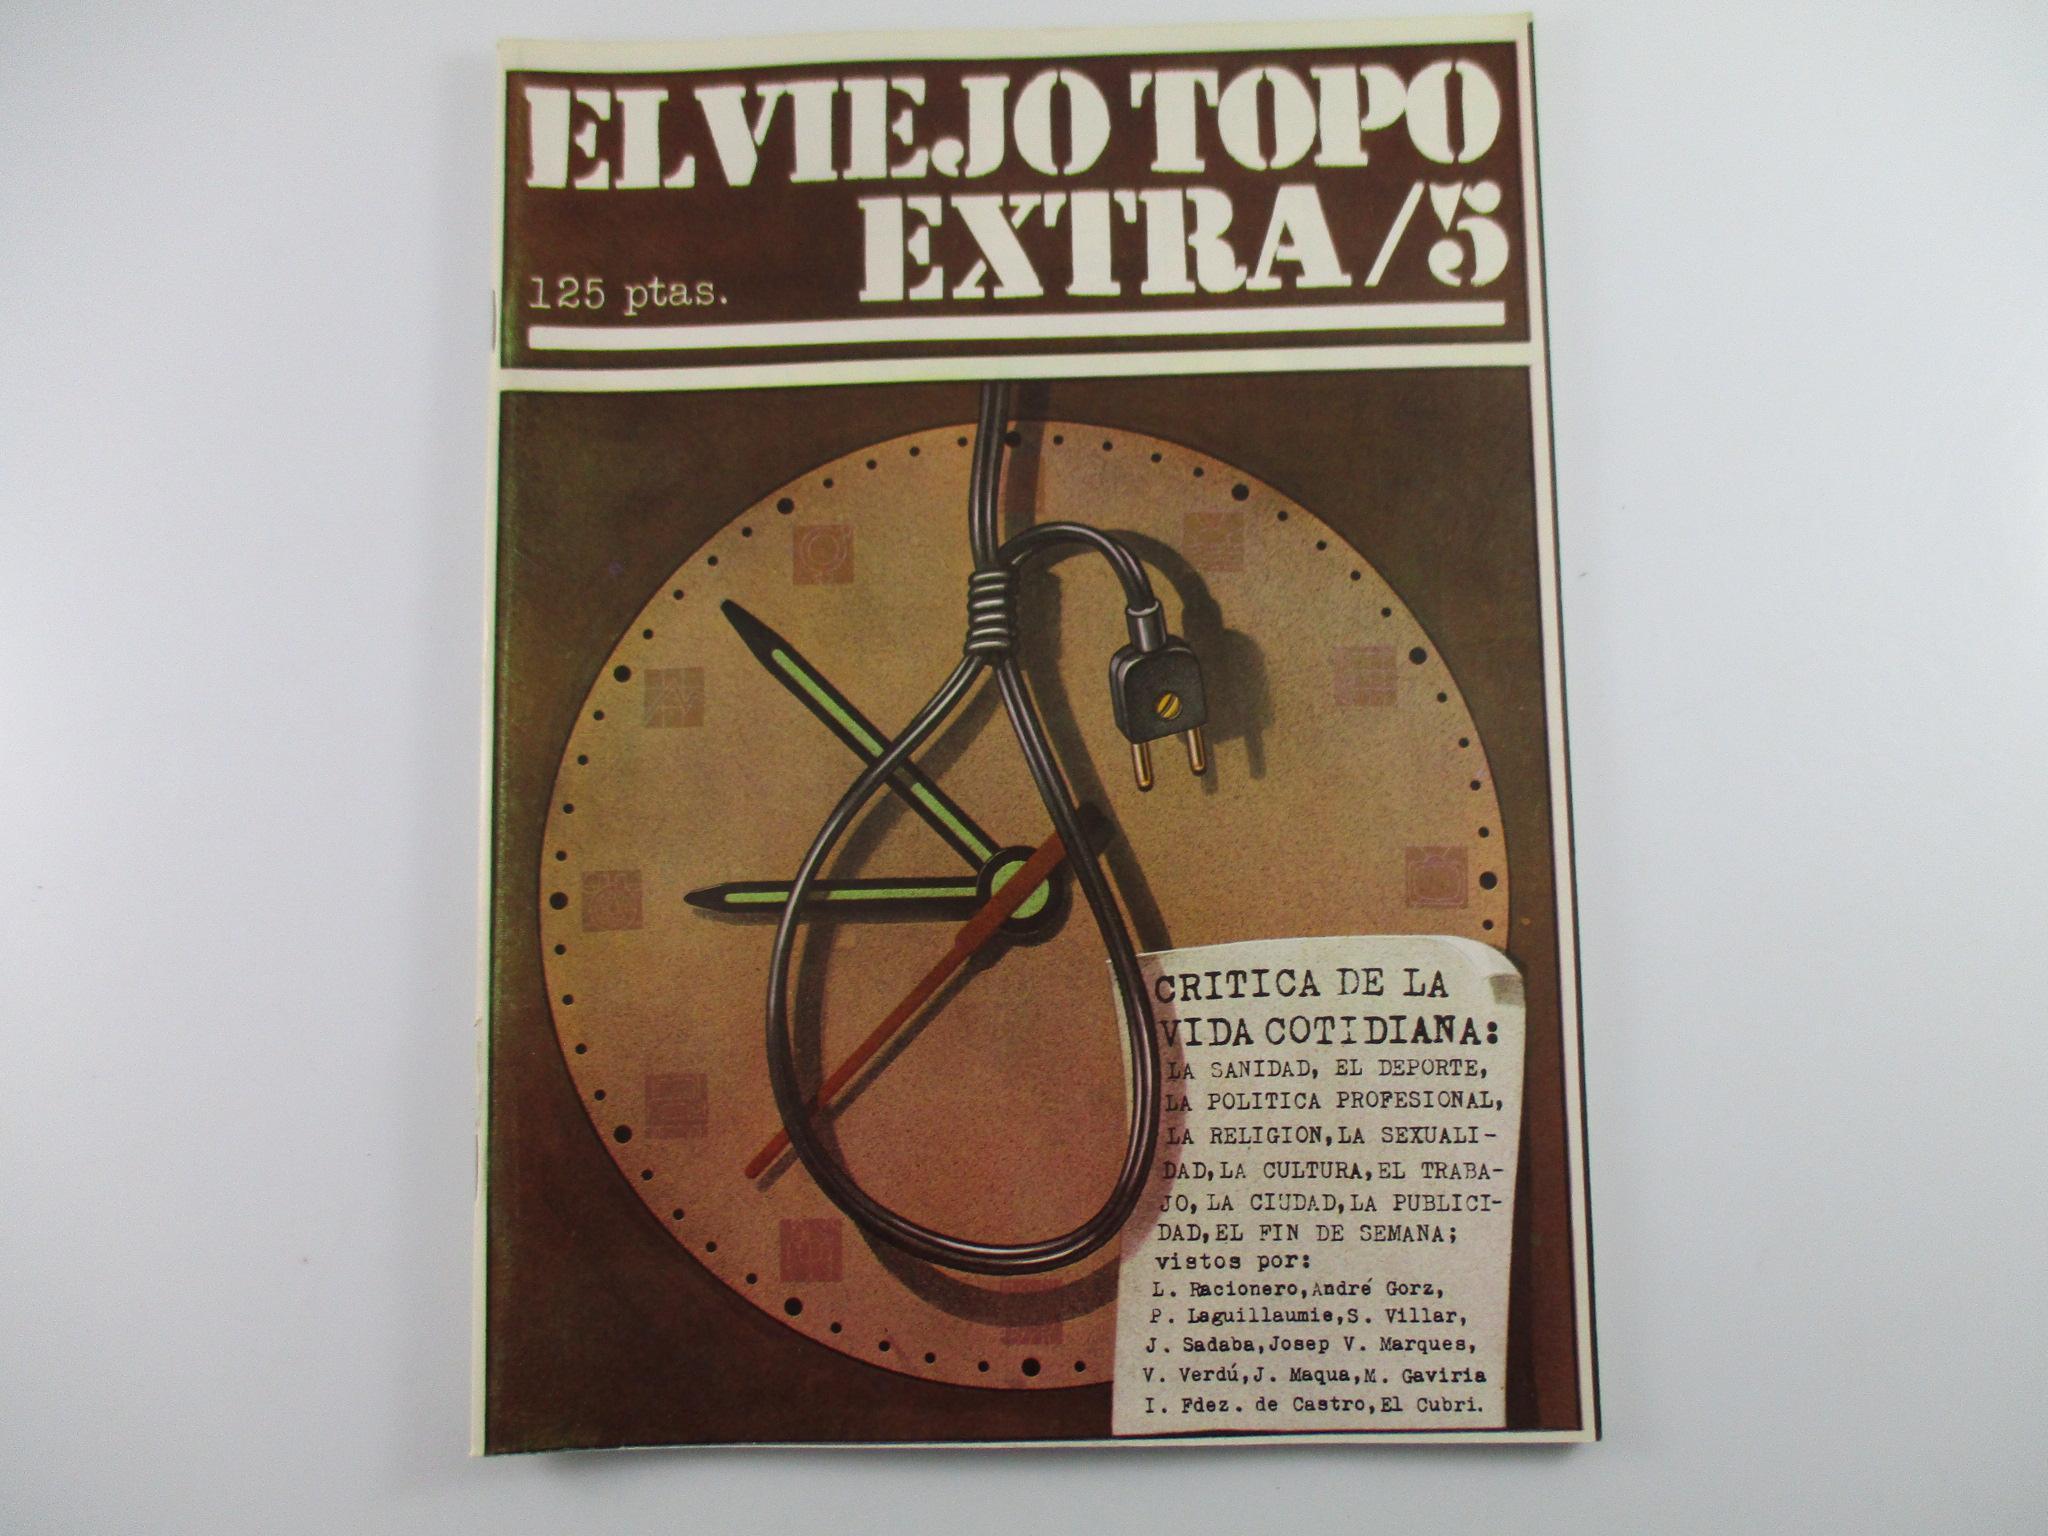 EL VIEJO TOPO
EXTRA/5
125 ptas.
CRITICA DE LA
VIDA COTIDIANA:
LA SANIDAD, EL DEPORTE,
LA POLITICA PROFESIONAL,
LA RELIGION, LA SEXUALI-
DAD, LA CULTURA, EL TRABA-
JO, LA CIUDAD, LA PUBLICI-
DAD, EL FIN DE SEMANA;
vistos por:
L. Racionero, André Gorz,
P. Laguillaumie, S. Villar,
J. Sadaba, Josep V. Marques,
V. Verdú, J. Maqua, M. Gaviria
I. Fdez. de Castro, El Cubri.